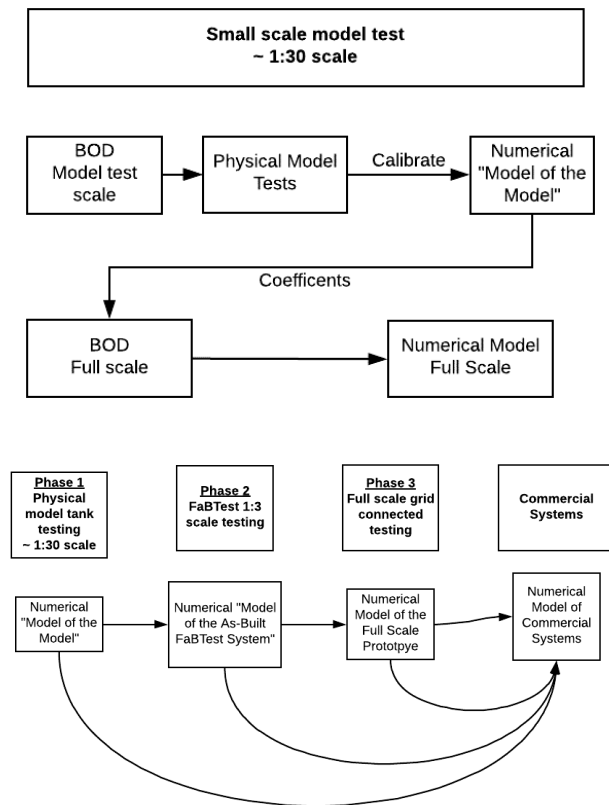 Small scale model test
~ 1:30 scale
BOD
Model test
scale
Physical Model
Tests
Calibrate
Numerical
"Model of the
Model"
Coefficents
BOD
Full scale
Numerical Model
Full Scale
Phase 1
Physical
model tank
testing
~ 1:30 scale
Phase 2
FaBTest 1:3
scale testing
Phase 3
Full scale grid
connected
testing
Commercial
Systems
Numerical
"Model of the
Model"
Numerical "Model
of the As-Built
FaBTest System"
Numerical
Model of the
Full Scale
Prototpye
Numerical
Model of
Commercial
Systems